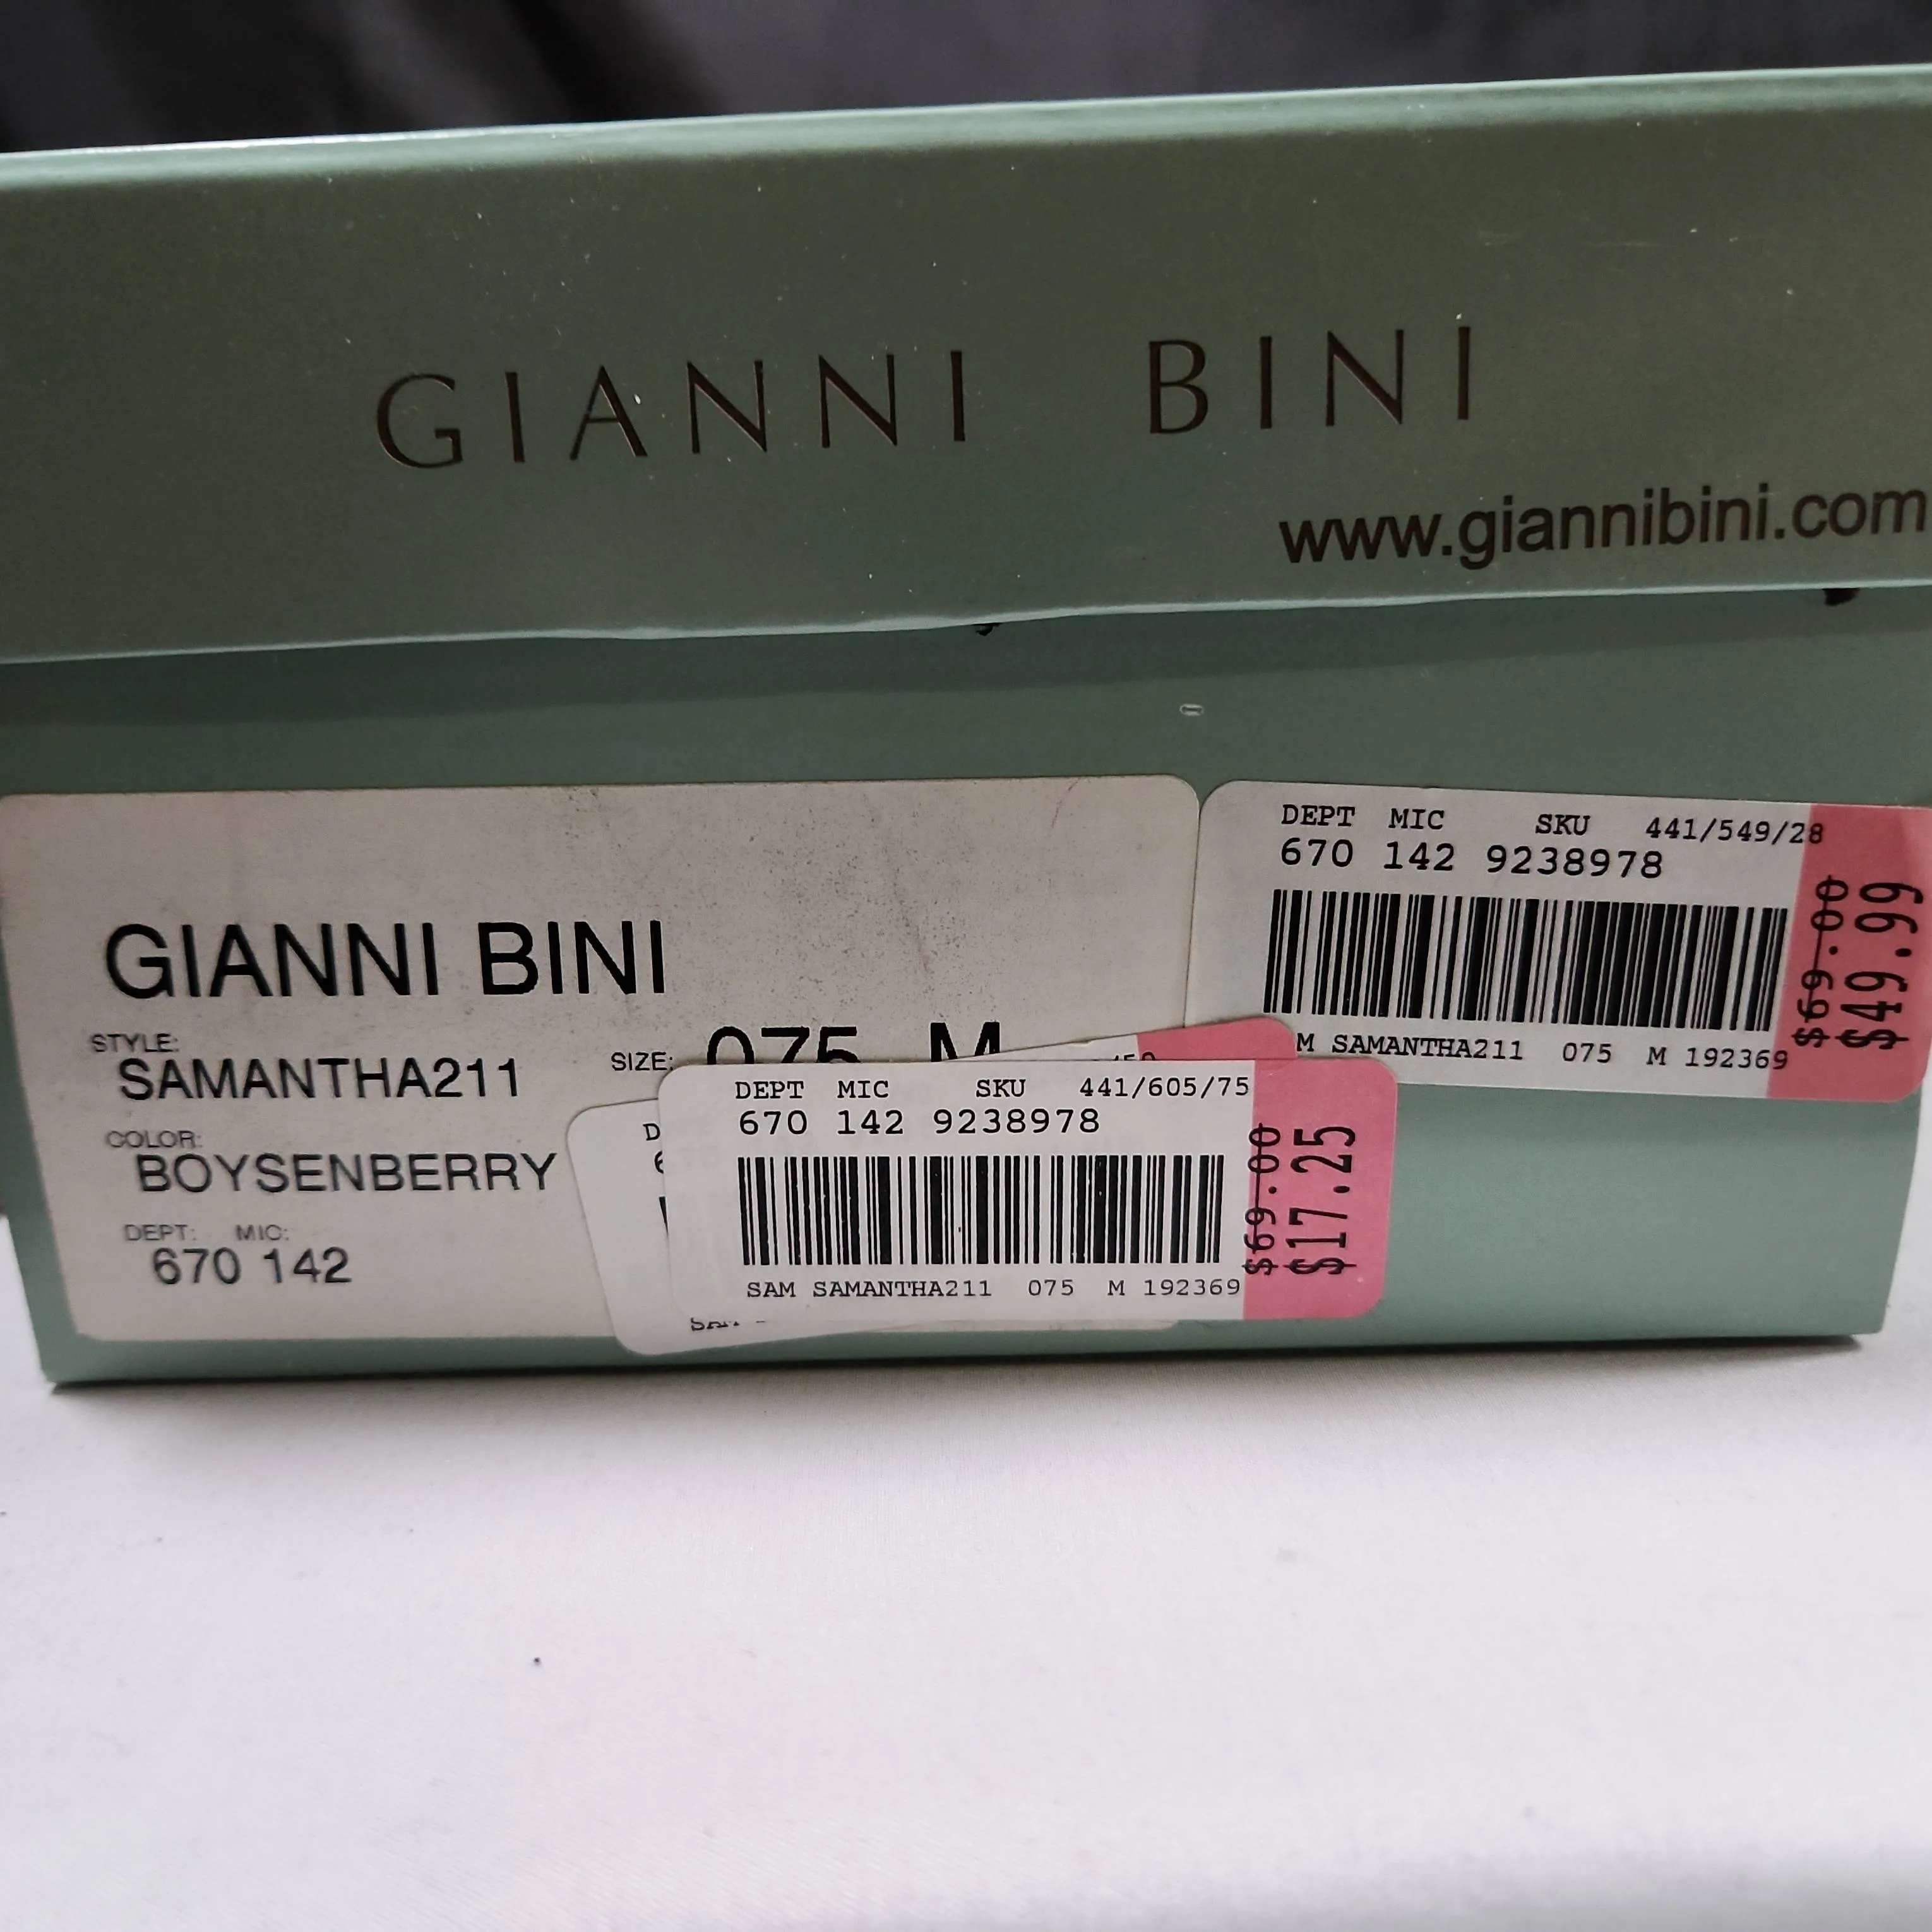 GIANNI BINI
www.giannibini.com
GIANNI BINI
STYLE:
SAMANTHA211
SIZE: 075 M
COLOR:
BOYSENBERRY
DEPT: MIC:
670 142
DEPT MIC SKU 441/549/28
670 142 9238978
M SAMANTHA211 075 M 192369
$69.00
$49.99
DEPT MIC SKU 441/605/75
670 142 9238978
SAM SAMANTHA211 075 M 192369
$69.00
$17.25